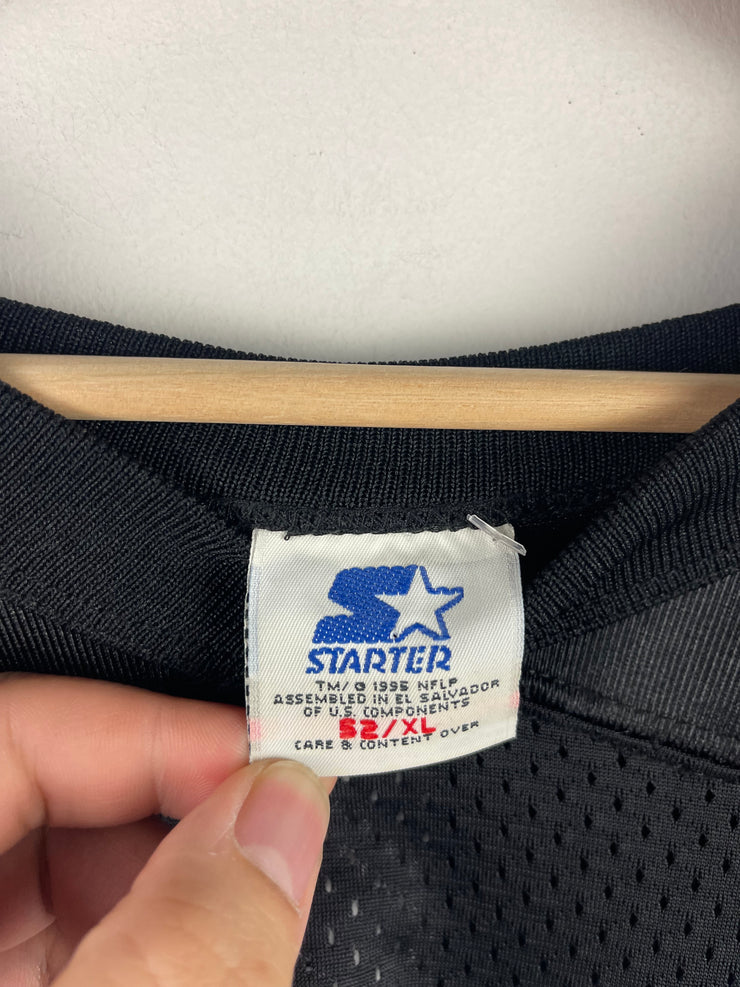 STARTER
TM/© 1995 NFLP
ASSEMBLED IN EL SALVADOR
OF U.S. COMPONENTS
52/XL
CARE & CONTENT OVER